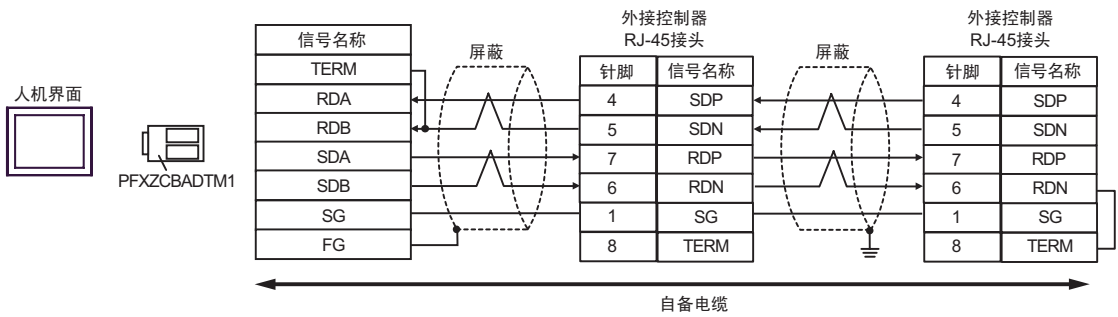 人机界面
PFXZCBADTM1
信号名称
TERM
RDA
RDB
SDA
SDB
SG
FG
屏蔽
外接控制器
RJ-45接头
针脚 信号名称
4 SDP
5 SDN
7 RDP
6 RDN
1 SG
8 TERM
屏蔽
外接控制器
RJ-45接头
针脚 信号名称
4 SDP
5 SDN
7 RDP
6 RDN
1 SG
8 TERM
自备电缆